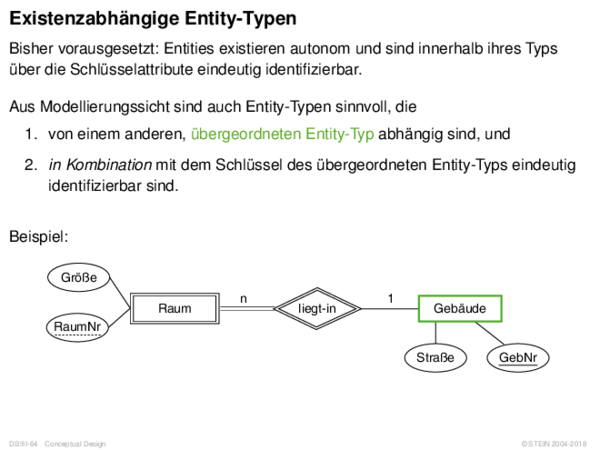 Existenzabhängige Entity-Typen
Bisher vorausgesetzt: Entities existieren autonom und sind innerhalb ihres Typs
über die Schlüsselattribute eindeutig identifizierbar.
Aus Modellierungssicht sind auch Entity-Typen sinnvoll, die
1. von einem anderen, übergeordneten Entity-Typ abhängig sind, und
2. in Kombination mit dem Schlüssel des übergeordneten Entity-Typs eindeutig
identifizierbar sind.
Beispiel:
Größe
RaumNr
Raum
n
liegt-in
1
Gebäude
Straße
GebNr
DB:III-64 Conceptual Design
© STEIN 2004-2018